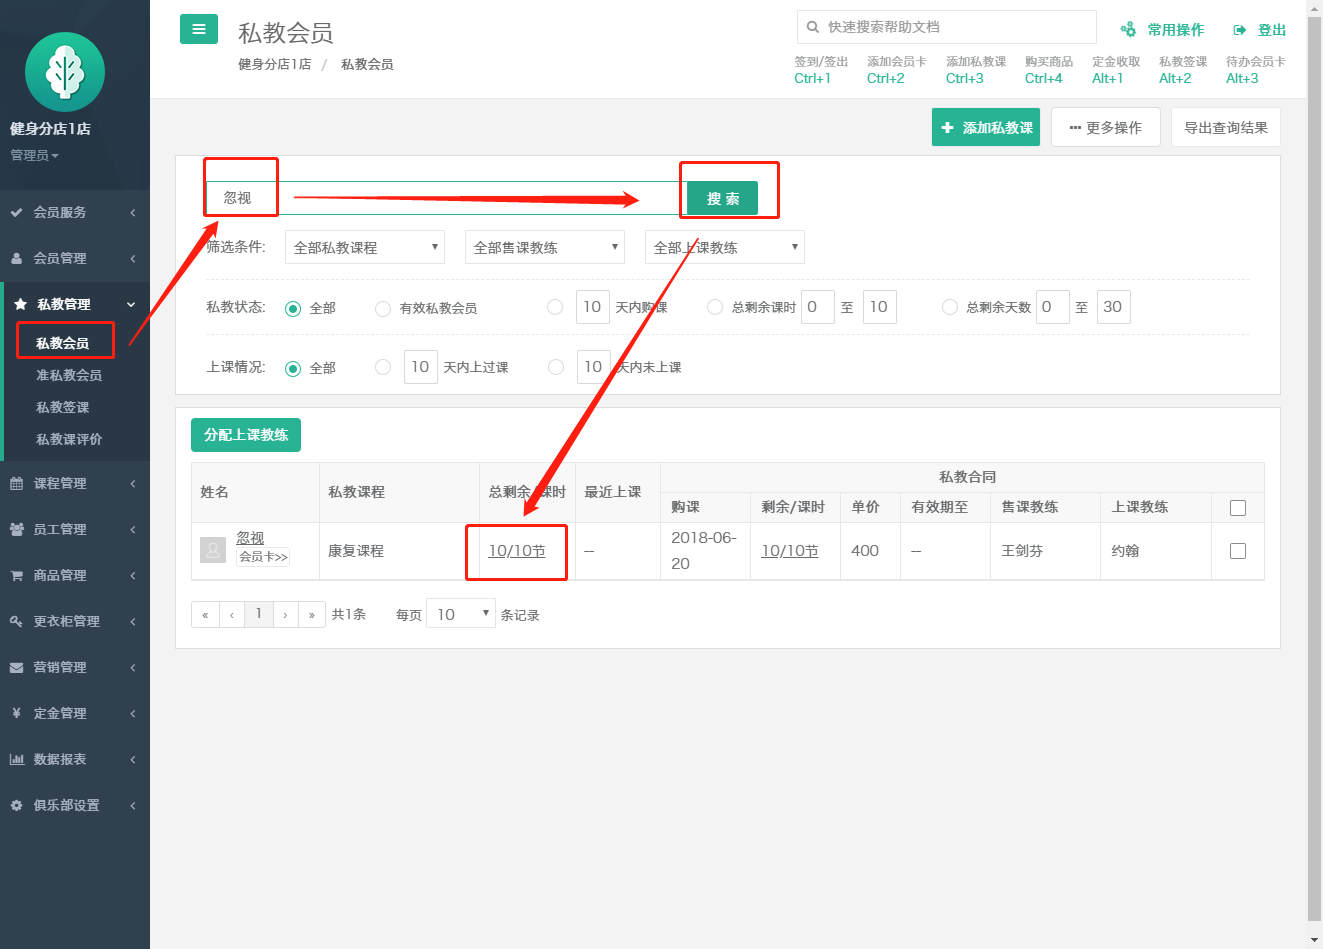 健身分店1店
管理员
会员服务
会员管理
私教管理
私教会员
准私教会员
私教签课
私教课评价
课程管理
员工管理
商品管理
更衣柜管理
营销管理
定金管理
数据报表
俱乐部设置
私教会员
健身分店1店 / 私教会员
快速搜索帮助文档
常用操作
登出
签到/签出 添加会员卡 添加私教课 购买商品 定金收取 私教签课 待办会员卡
Ctrl+1 Ctrl+2 Ctrl+3 Ctrl+4 Alt+1 Alt+2 Alt+3
添加私教课 更多操作 导出查询结果
忽视 搜 索
筛选条件: 全部私教课程 全部售课教练 全部上课教练
私教状态: 全部 有效私教会员 10 天内购课 总剩余课时 0 至 10 总剩余天数 0 至 30
上课情况: 全部 10 天内上过课 10 天内未上课
分配上课教练
姓名 私教课程 总剩余/课时 最近上课 私教合同
购课 剩余/课时 单价 有效期至 售课教练 上课教练
忽视 康复课程 10/10节 -- 2018-06-20 10/10节 400 -- 王剑芬 约翰
会员卡>>
« ‹ 1 › » 共1条 每页 10 条记录